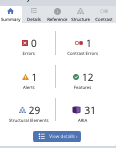 Summary Details Reference Structure Contrast
0 1
Errors Contrast Errors
1 12
Alerts Features
29 31
Structural Elements ARIA
View details ›